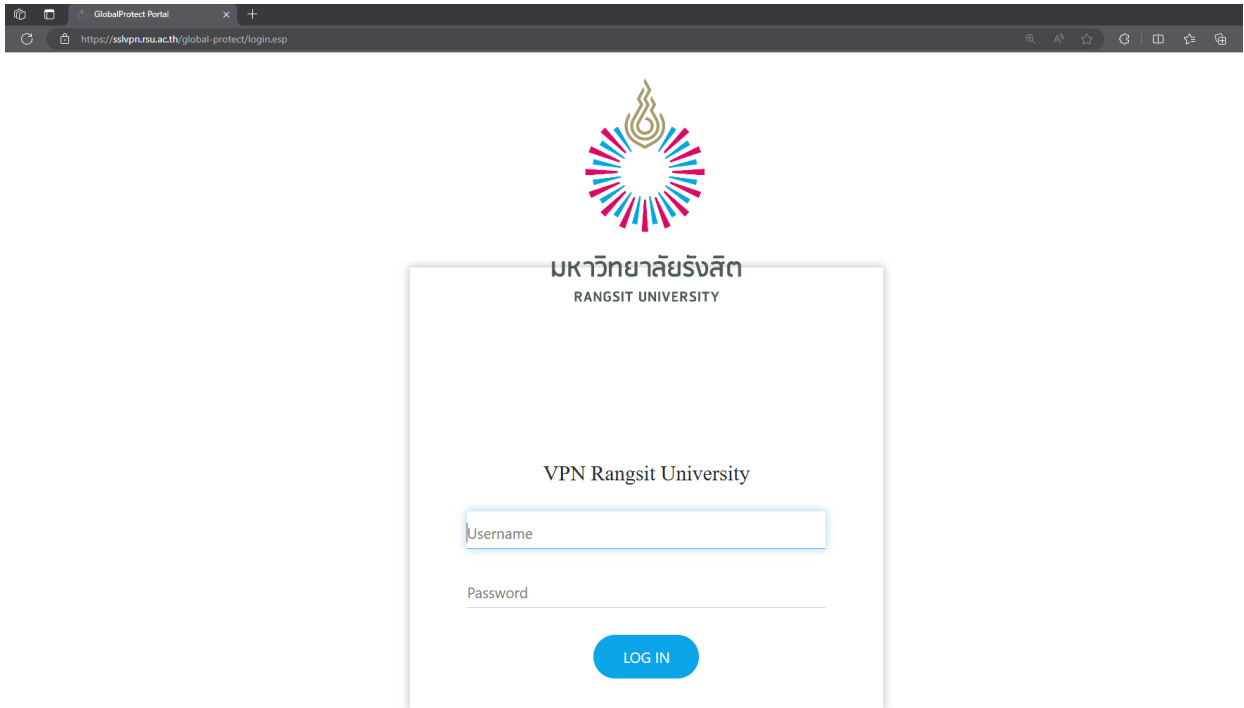 GlobalProtect Portal
https://sslvpn.rsu.ac.th/global-protect/login.esp
มหาวิทยาลัยรังสิต
RANGSIT UNIVERSITY
VPN Rangsit University
Username
Password
LOG IN